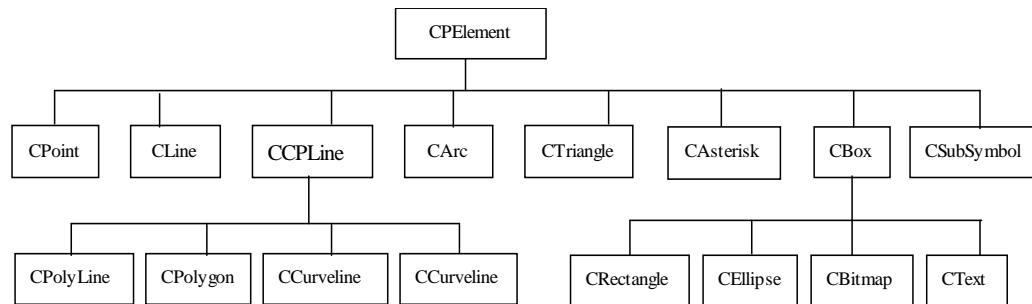 CPElement
CPoint CLine CCPLine CArc CTriangle CAsterisk CBox CSubSymbol
CPolyLine CPolygon CCurveline CCurveline CRectangle CEllipse CBitmap CText